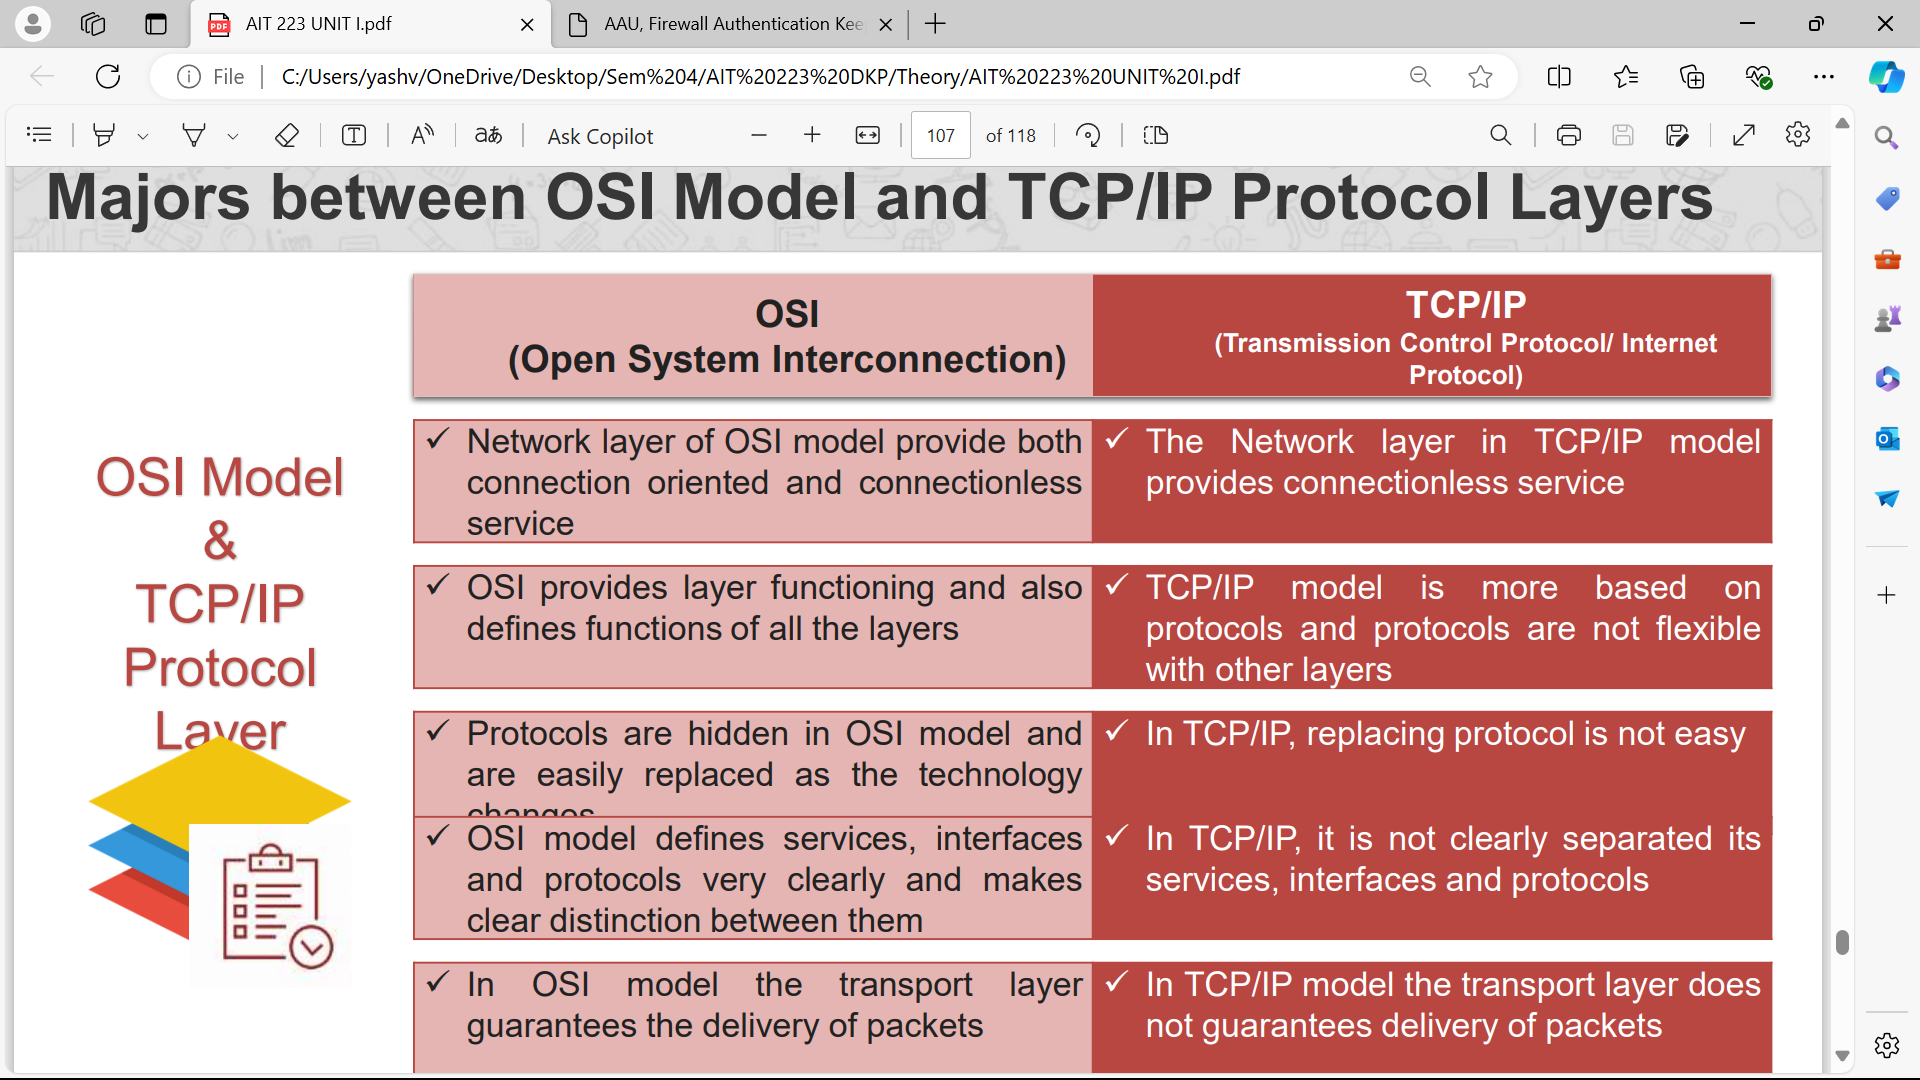 AIT 223 UNIT I.pdf
AAU, Firewall Authentication Kee
File
C:/Users/yashv/OneDrive/Desktop/Sem%204/AIT%20223%20DKP/Theory/AIT%20223%20UNIT%20I.pdf
Ask Copilot
107 of 118
Majors between OSI Model and TCP/IP Protocol Layers
OSI Model
&
TCP/IP
Protocol
Layer
OSI
(Open System Interconnection)
TCP/IP
(Transmission Control Protocol/ Internet
Protocol)
✓ Network layer of OSI model provide both
connection oriented and connectionless
service
✓ The Network layer in TCP/IP model
provides connectionless service
✓ OSI provides layer functioning and also
defines functions of all the layers
✓ TCP/IP model is more based on
protocols and protocols are not flexible
with other layers
✓ Protocols are hidden in OSI model and
are easily replaced as the technology
changes
✓ In TCP/IP, replacing protocol is not easy
✓ OSI model defines services, interfaces
and protocols very clearly and makes
clear distinction between them
✓ In TCP/IP, it is not clearly separated its
services, interfaces and protocols
✓ In OSI model the transport layer
guarantees the delivery of packets
✓ In TCP/IP model the transport layer does
not guarantees delivery of packets